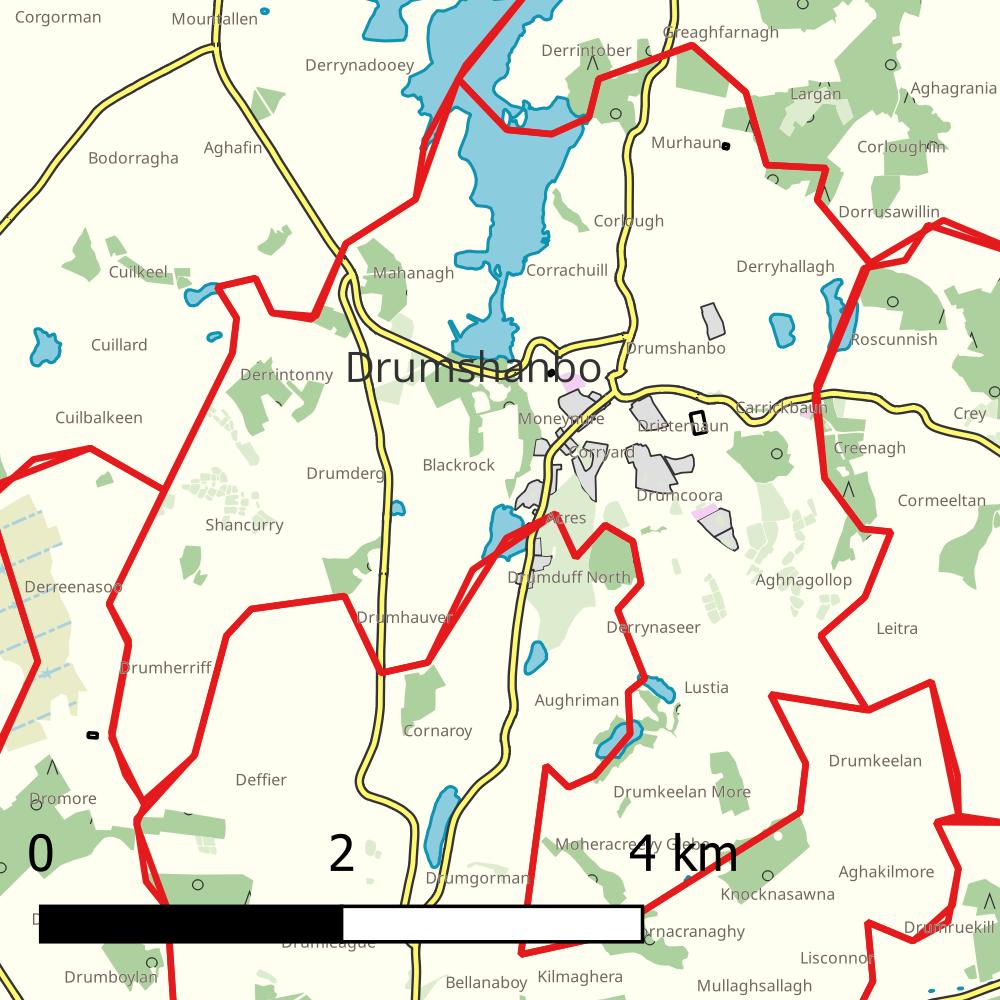 Corgorman
Mountallen
Greaghfarnagh
Derrintober
Derrynadooey
Aghagrania
Largan
Murhaun
Corloughlin
Aghafin
Bodorragha
Dorrusawillin
Corlough
Cuilkeel
Mahanagh
Corrachuill
Derryhallagh
Cuillard
Drumshanbo
Roscunnish
Drumshanbo
Derrintonny
Cuilbalkeen
Moneynure
Dristernaun
Carrickbaun
Crey
Corryard
Creenagh
Drumderg
Blackrock
Drumcoora
Cormeeltan
Shancurry
Acres
Derreenasoo
Drumduff North
Aghnagollop
Drumhauver
Derrynaseer
Leitra
Drumherriff
Aughriman
Lustia
Cornaroy
Drumkeelan
Deffier
Drumkeelan More
Dromore
0
2
4 km
Moheracreevy Glebe
Drumgorman
Aghakilmore
Knocknasawna
D
Drumruekill
ornacranaghy
Drumleague
Lisconnor
Drumboylan
Bellanaboy
Kilmaghera
Mullaghsallagh